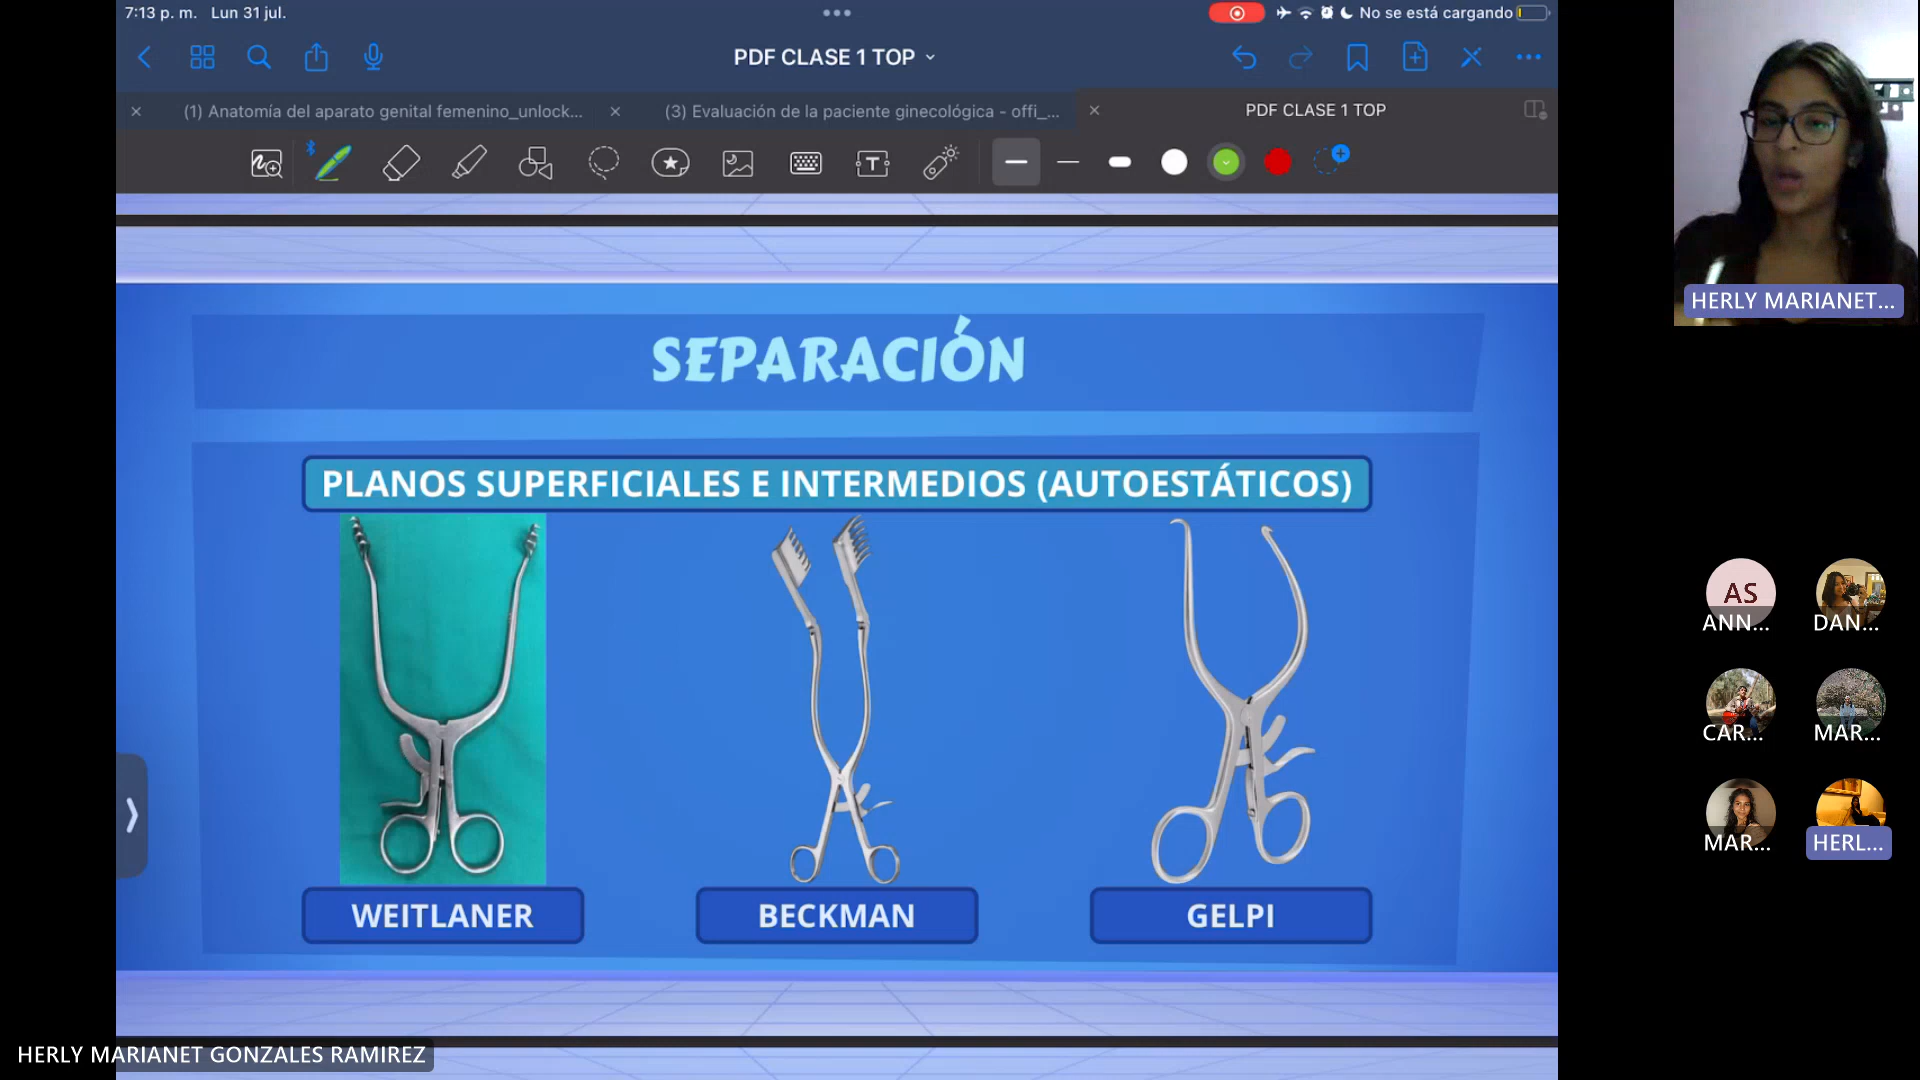 7:13 p. m. Lun 31 jul.
No se está cargando
PDF CLASE 1 TOP
(1) Anatomía del aparato genital femenino_unlock...
(3) Evaluación de la paciente ginecológica - offi_...
PDF CLASE 1 TOP
T
SEPARACIÓN
PLANOS SUPERFICIALES E INTERMEDIOS (AUTOESTÁTICOS)
WEITLANER
BECKMAN
GELPI
HERLY MARIANET GONZALES RAMIREZ
HERLY MARIANET...
AS
ANN...
DAN...
CAR...
MAR...
MAR...
HERL...